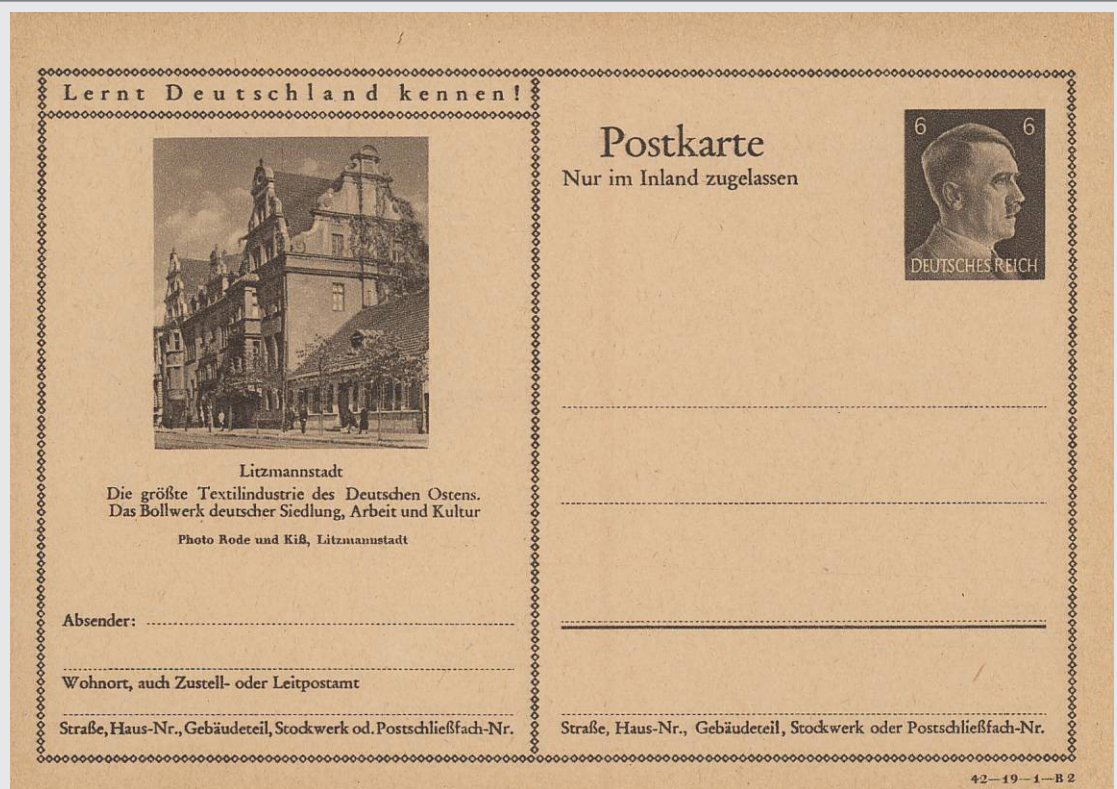 Lernt Deutschland kennen!
Litzmannstadt
Die größte Textilindustrie des Deutschen Ostens.
Das Bollwerk deutscher Siedlung, Arbeit und Kultur
Photo Rode und Kiß, Litzmannstadt
Absender:
Wohnort, auch Zustell- oder Leitpostamt
Straße, Haus-Nr., Gebäudeteil, Stockwerk od. Postschließfach-Nr.
Postkarte
Nur im Inland zugelassen
6 6
DEUTSCHES REICH
Straße, Haus-Nr., Gebäudeteil, Stockwerk oder Postschließfach-Nr.
42—19—1—B 2